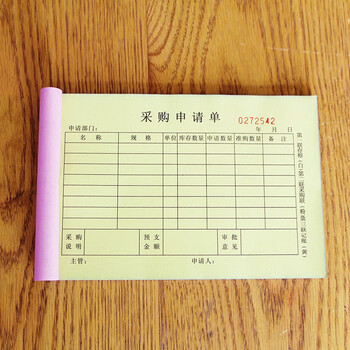 采购申请单
0272542
申请部门: 年 月 日
名称 规格 单位 库存数量 申请数量 准购数量 备注
采购说明 预支金额 审批意见
主管: 申请人:
第一联存根(白)第二联采购联(粉)第三联记账(黄)